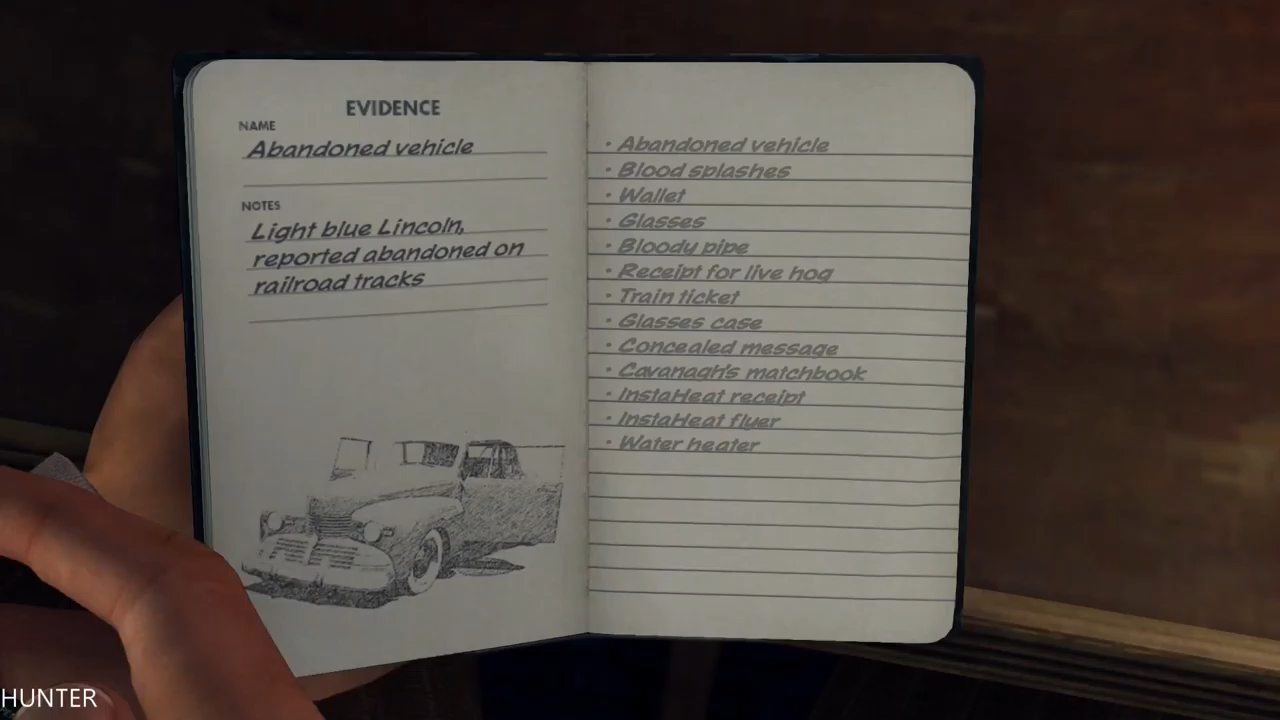 EVIDENCE
NAME
Abandoned vehicle
NOTES
Light blue Lincoln,
reported abandoned on
railroad tracks
• Abandoned vehicle
• Blood splashes
• Wallet
• Glasses
• Bloody pipe
• Receipt for live hog
• Train ticket
• Glasses case
• Concealed message
• Cavanagh's matchbook
• InstaHeat receipt
• InstaHeat flyer
• Water heater
HUNTER